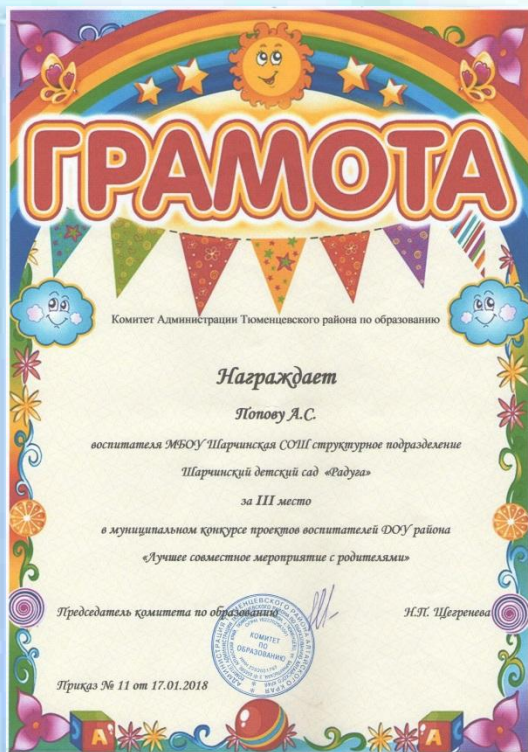 ГРАМОТА
Комитет Администрации Тюменцевского района по образованию
Награждает
Попову А.С.
воспитателя МБОУ Шарчинская СОШ структурное подразделение
Шарчинский детский сад «Радуга»
за III место
в муниципальном конкурсе проектов воспитателей ДОУ района
«Лучшее совместное мероприятие с родителями»
Председатель комитета по образованию Н.П. Щегренева
КОМИТЕТ
ПО
ОБРАЗОВАНИЮ
Приказ № 11 от 17.01.2018